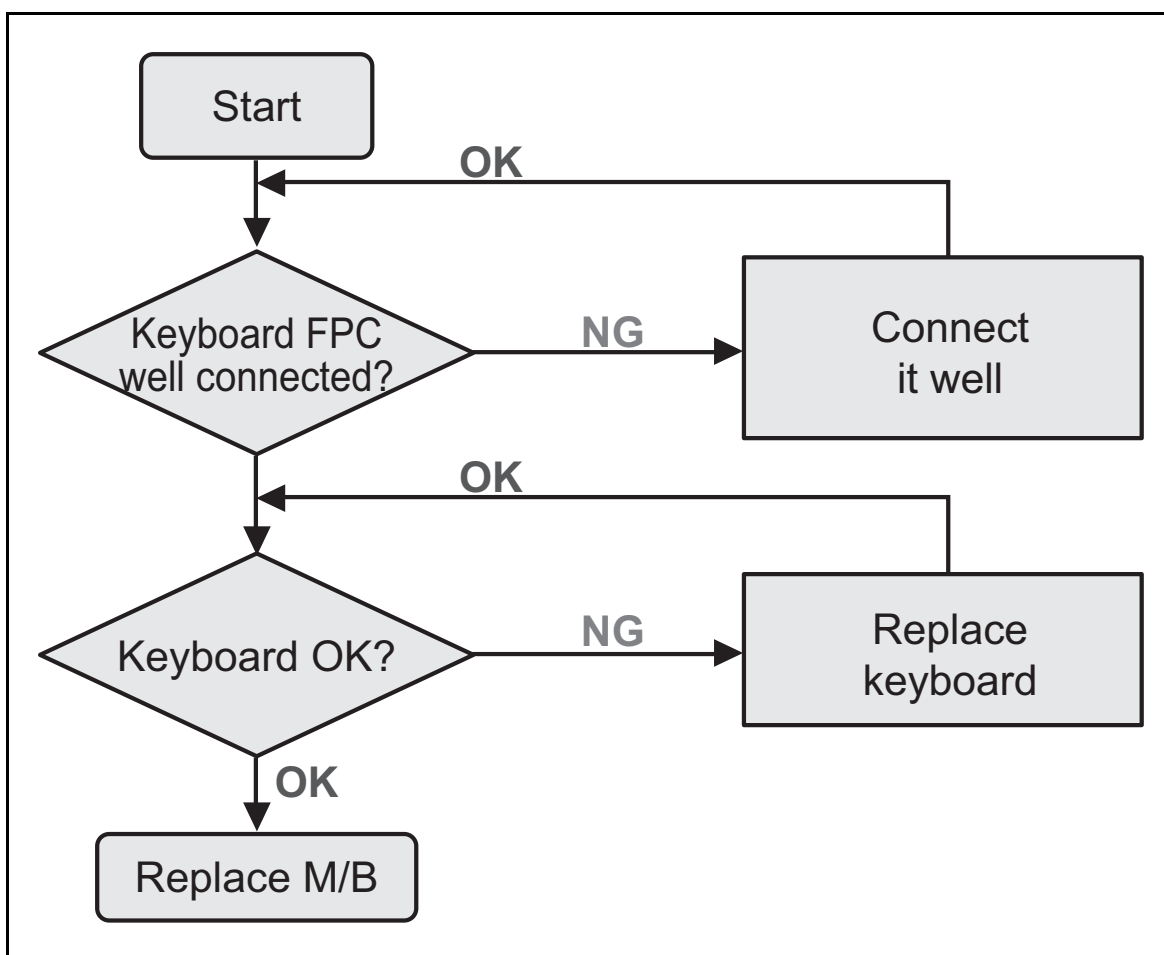 Start
OK
Keyboard FPC
well connected?
NG
Connect
it well
OK
Keyboard OK?
NG
Replace
keyboard
OK
Replace M/B